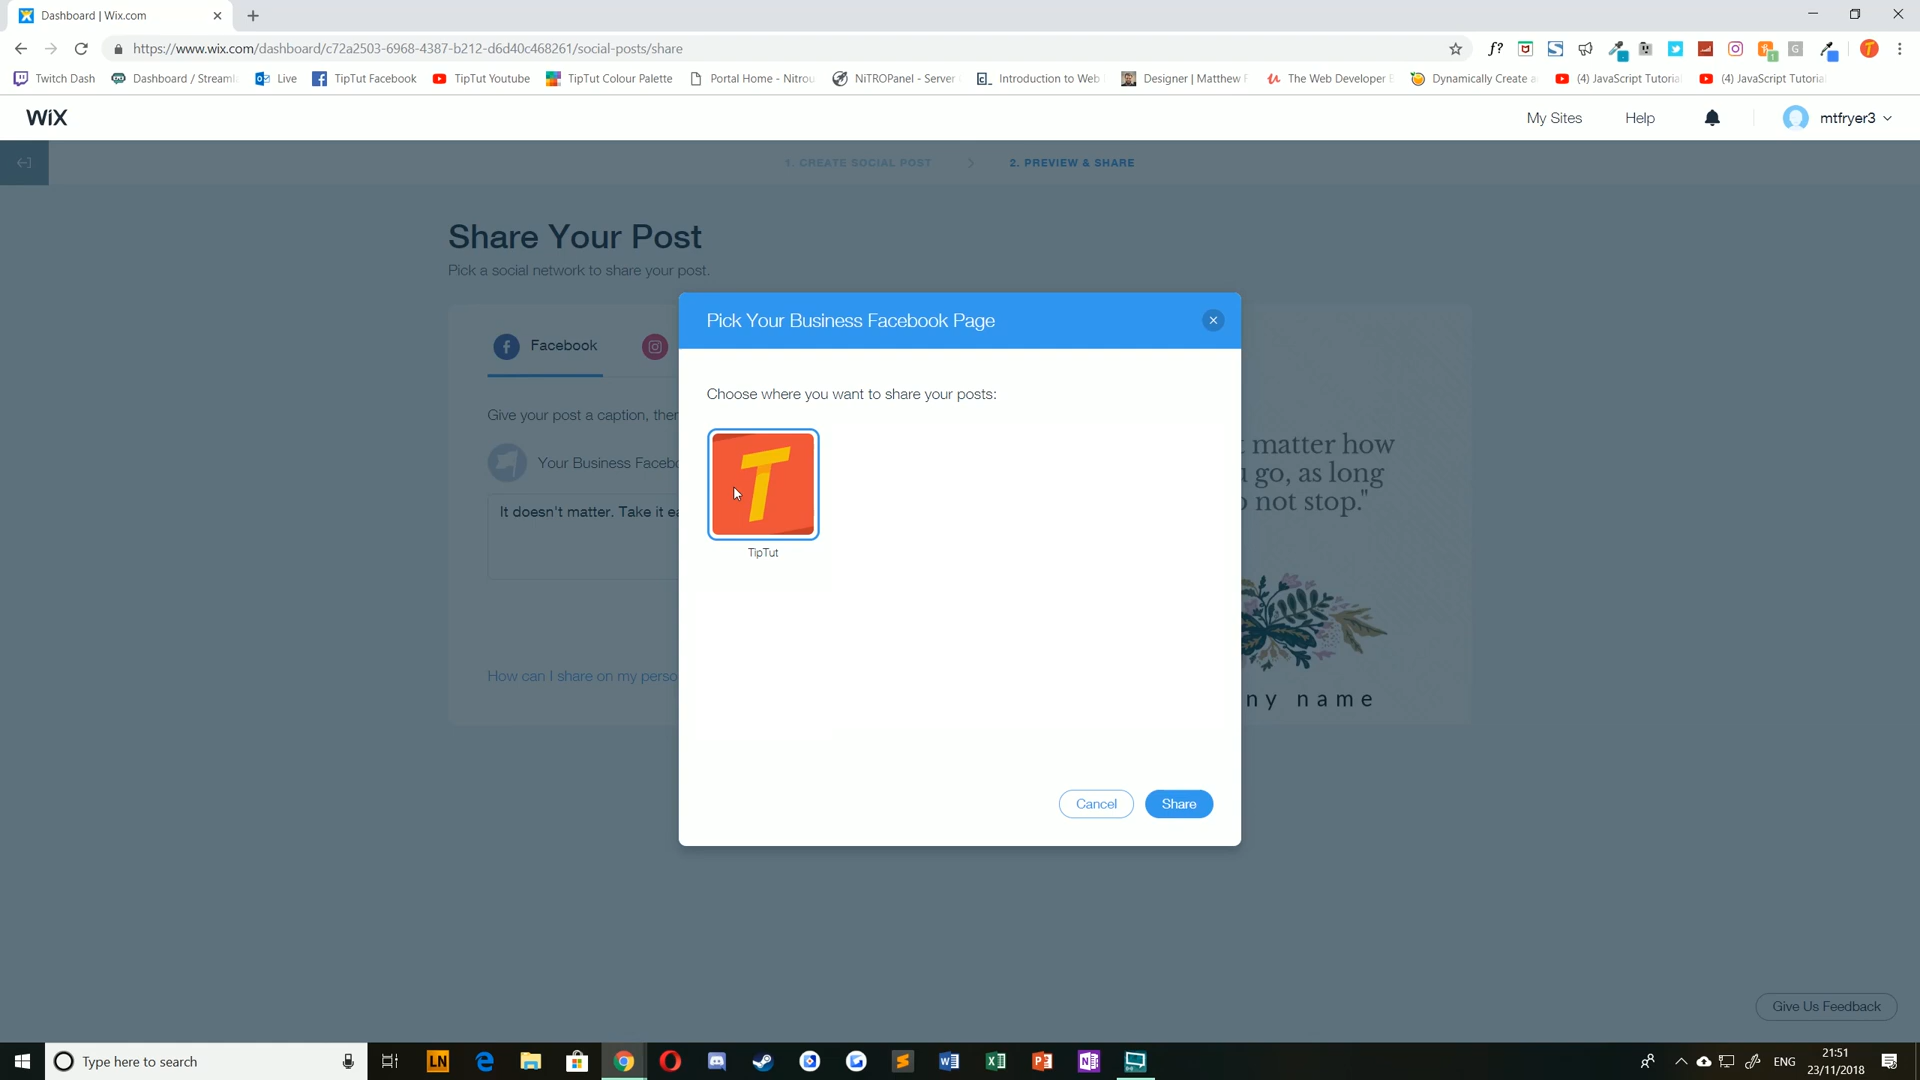 Dashboard | Wix.com
https://www.wix.com/dashboard/c72a2503-6968-4387-b212-d6d40c468261/social-posts/share
Twitch Dash
Dashboard / Streaml
Live
TipTut Facebook
TipTut Youtube
TipTut Colour Palette
Portal Home - Nitrou
NiTROPanel - Server
Introduction to Web
Designer | Matthew F
The Web Developer B
Dynamically Create a
(4) JavaScript Tutoria
(4) JavaScript Tutoria
WiX
My Sites
Help
mtfryer3
1. CREATE SOCIAL POST
2. PREVIEW & SHARE
Share Your Post
Pick a social network to share your post.
Facebook
Give your post a caption, then
Your Business Facebo
It doesn't matter. Take it ea
How can I share on my perso
Pick Your Business Facebook Page
Choose where you want to share your posts:
T
TipTut
Cancel
Share
t matter how
u go, as long
o not stop."
ny name
Give Us Feedback
Type here to search
LN
ENG
21:51
23/11/2018